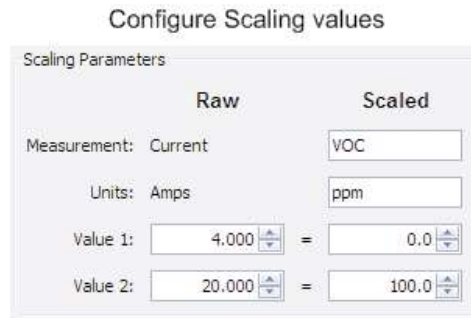 Configure Scaling values
Scaling Parameters
Raw Scaled
Measurement: Current VOC
Units: Amps ppm
Value 1: 4.000 = 0.0
Value 2: 20.000 = 100.0